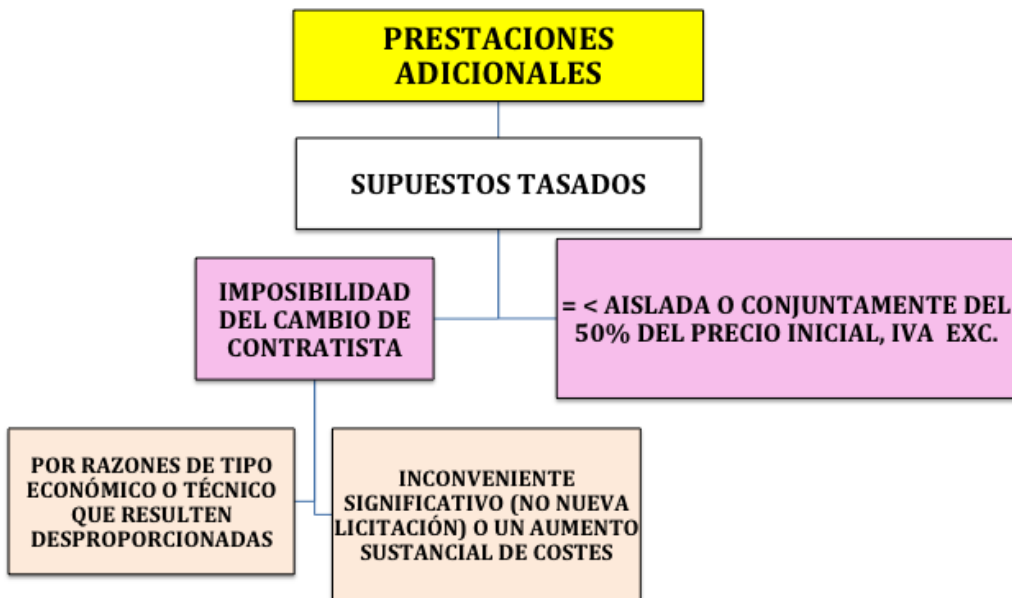 PRESTACIONES
ADICIONALES
SUPUESTOS TASADOS
IMPOSIBILIDAD
DEL CAMBIO DE
CONTRATISTA
= < AISLADA O CONJUNTAMENTE DEL
50% DEL PRECIO INICIAL, IVA EXC.
POR RAZONES DE TIPO
ECONÓMICO O TÉCNICO
QUE RESULTEN
DESPROPORCIONADAS
INCONVENIENTE
SIGNIFICATIVO (NO NUEVA
LICITACIÓN) O UN AUMENTO
SUSTANCIAL DE COSTES